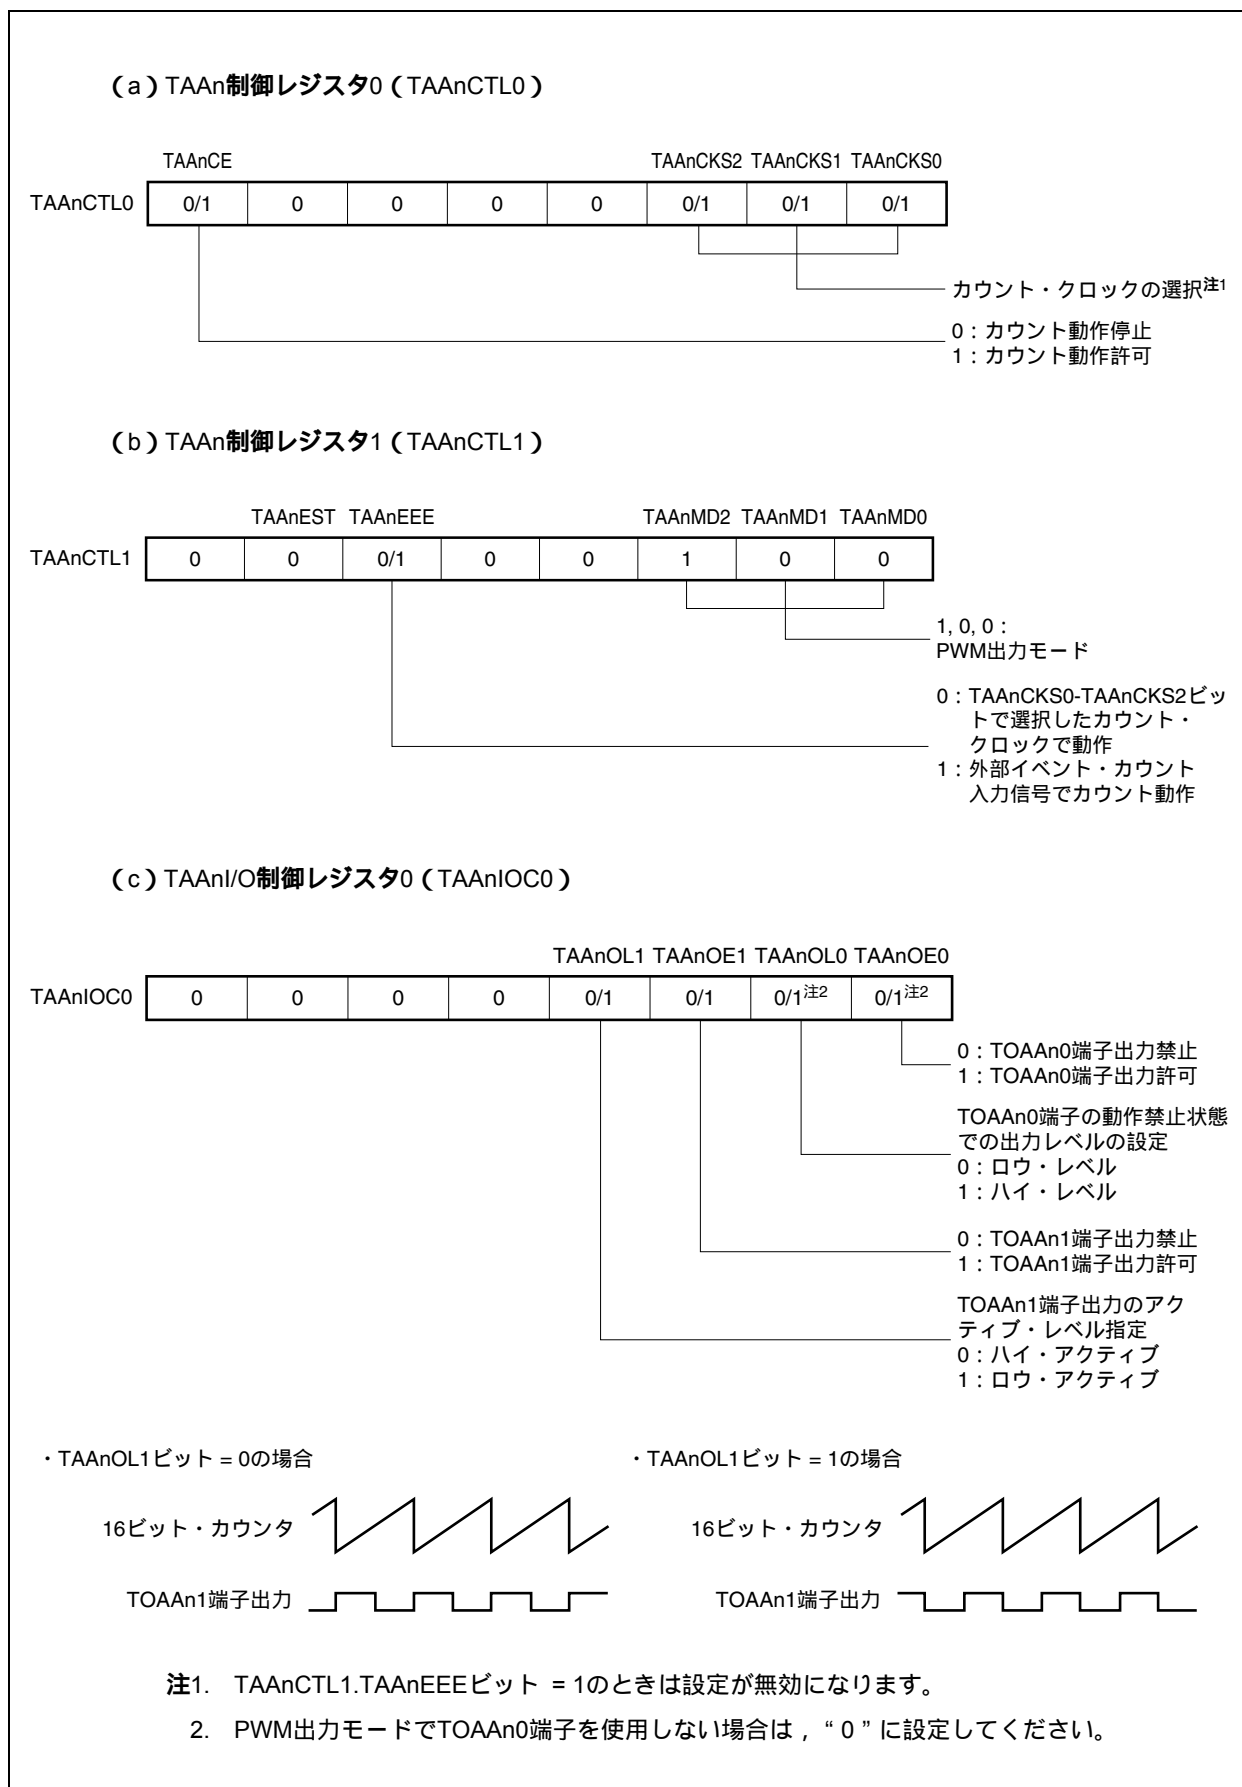 (a) TAAn制御レジスタ0 (TAAnCTL0)
TAAnCE TAAnCKS2 TAAnCKS1 TAAnCKS0
TAAnCTL0 0/1 0 0 0 0 0/1 0/1 0/1
カウント・クロックの選択注1
0：カウント動作停止
1：カウント動作許可
(b) TAAn制御レジスタ1 (TAAnCTL1)
TAAnEST TAAnEEE TAAnMD2 TAAnMD1 TAAnMD0
TAAnCTL1 0 0 0/1 0 0 1 0 0
1, 0, 0：
PWM出力モード
0：TAAnCKS0-TAAnCKS2ビッ
トで選択したカウント・
クロックで動作
1：外部イベント・カウント
入力信号でカウント動作
(c) TAAnI/O制御レジスタ0 (TAAnIOC0)
TAAnOL1 TAAnOE1 TAAnOL0 TAAnOE0
TAAnIOC0 0 0 0 0 0/1 0/1 0/1注2 0/1注2
0：TOAAn0端子出力禁止
1：TOAAn0端子出力許可
TOAAn0端子の動作禁止状態
での出力レベルの設定
0：ロウ・レベル
1：ハイ・レベル
0：TOAAn1端子出力禁止
1：TOAAn1端子出力許可
TOAAn1端子出力のアク
ティブ・レベル指定
0：ハイ・アクティブ
1：ロウ・アクティブ
・TAAnOL1ビット = 0の場合
16ビット・カウンタ
TOAAn1端子出力
・TAAnOL1ビット = 1の場合
16ビット・カウンタ
TOAAn1端子出力
注1. TAAnCTL1.TAAnEEEビット = 1のときは設定が無効になります。
2. PWM出力モードでTOAAn0端子を使用しない場合は，“0”に設定してください。